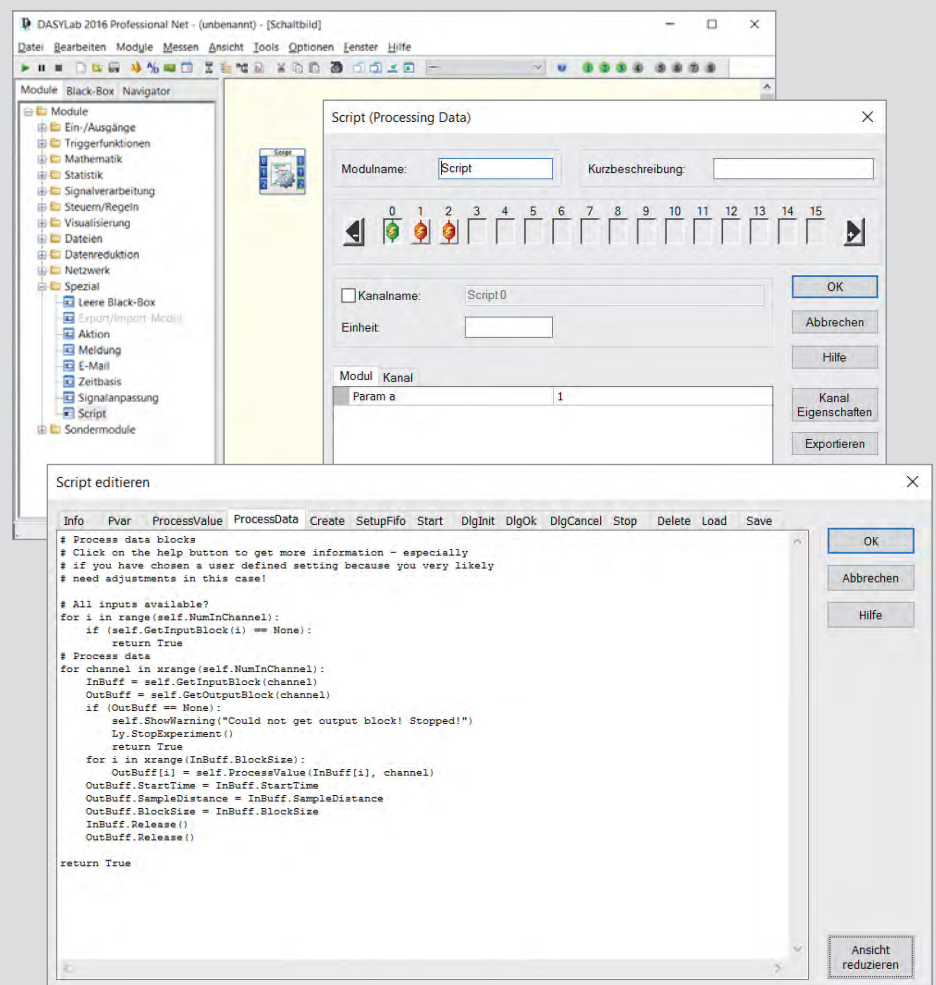 DASYLab 2016 Professional Net - (unbenannt) - [Schaltbild]
Datei Bearbeiten Module Messen Ansicht Tools Optionen Fenster Hilfe
Module Black-Box Navigator
Module
Ein-/Ausgänge
Triggerfunktionen
Mathematik
Statistik
Signalverarbeitung
Steuern/Regeln
Visualisierung
Dateien
Datenreduktion
Netzwerk
Spezial
Leere Black-Box
Export/Import Modul
Aktion
Meldung
E-Mail
Zeitbasis
Signalanpassung
Script
Sondermodule
Script
0 0
1 1
2 2
Script (Processing Data)
Modulname: Script Kurzbeschreibung:
0 1 2 3 4 5 6 7 8 9 10 11 12 13 14 15
Kanalname: Script 0
Einheit:
OK
Abbrechen
Hilfe
Kanal
Eigenschaften
Exportieren
Modul Kanal
Param a 1
Script editieren
Info Pvar ProcessValue ProcessData Create SetupFifo Start DlgInit DlgOk DlgCancel Stop Delete Load Save
# Process data blocks
# Click on the help button to get more information - especially
# if you have chosen a user defined setting because you very likely
# need adjustments in this case!
# All inputs available?
for i in range(self.NumInChannel):
    if (self.GetInputBlock(i) == None):
        return True
# Process data
for channel in xrange(self.NumInChannel):
    InBuff = self.GetInputBlock(channel)
    OutBuff = self.GetOutputBlock(channel)
    if (OutBuff == None):
        self.ShowWarning("Could not get output block! Stopped!")
        Ly.StopExperiment()
        return True
    for i in xrange(InBuff.BlockSize):
        OutBuff[i] = self.ProcessValue(InBuff[i], channel)
    OutBuff.StartTime = InBuff.StartTime
    OutBuff.SampleDistance = InBuff.SampleDistance
    OutBuff.BlockSize = InBuff.BlockSize
    InBuff.Release()
    OutBuff.Release()
return True
OK
Abbrechen
Hilfe
Ansicht
reduzieren